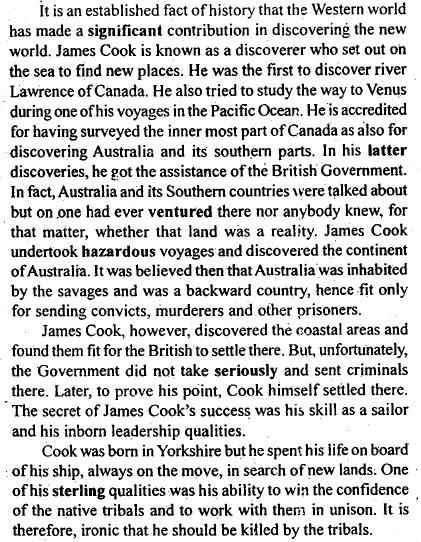 It is an established fact of history that the Western world
has made a significant contribution in discovering the new
world. James Cook is known as a discoverer who set out on
the sea to find new places. He was the first to discover river
Lawrence of Canada. He also tried to study the way to Venus
during one of his voyages in the Pacific Ocean. He is accredited
for having surveyed the inner most part of Canada as also for
discovering Australia and its southern parts. In his latter
discoveries, he got the assistance of the British Government.
In fact, Australia and its Southern countries were talked about
but on one had ever ventured there nor anybody knew, for
that matter, whether that land was a reality. James Cook
undertook hazardous voyages and discovered the continent
of Australia. It was believed then that Australia was inhabited
by the savages and was a backward country, hence fit only
for sending convicts, murderers and other prisoners.
James Cook, however, discovered the coastal areas and
found them fit for the British to settle there. But, unfortunately,
the Government did not take seriously and sent criminals
there. Later, to prove his point, Cook himself settled there.
The secret of James Cook's success was his skill as a sailor
and his inborn leadership qualities.
Cook was born in Yorkshire but he spent his life on board
of his ship, always on the move, in search of new lands. One
of his sterling qualities was his ability to win the confidence
of the native tribals and to work with them in unison. It is
therefore, ironic that he should be killed by the tribals.